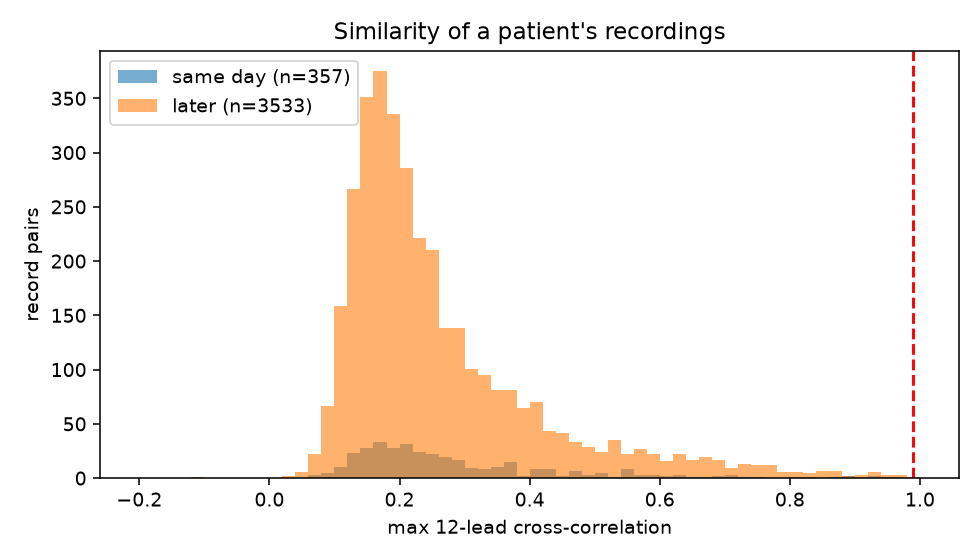 Similarity of a patient's recordings
same day (n=357)
later (n=3533)
record pairs
350
300
250
200
150
100
50
0
−0.2 0.0 0.2 0.4 0.6 0.8 1.0
max 12-lead cross-correlation